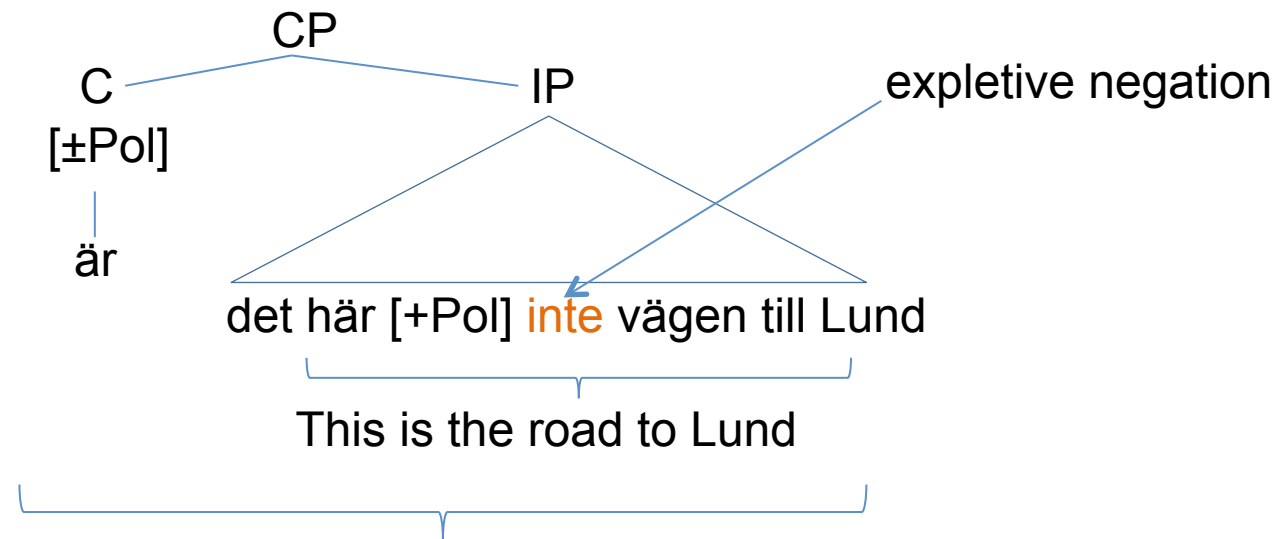 CP
C IP expletive negation
[±Pol]
är
det här [+Pol] inte vägen till Lund
This is the road to Lund